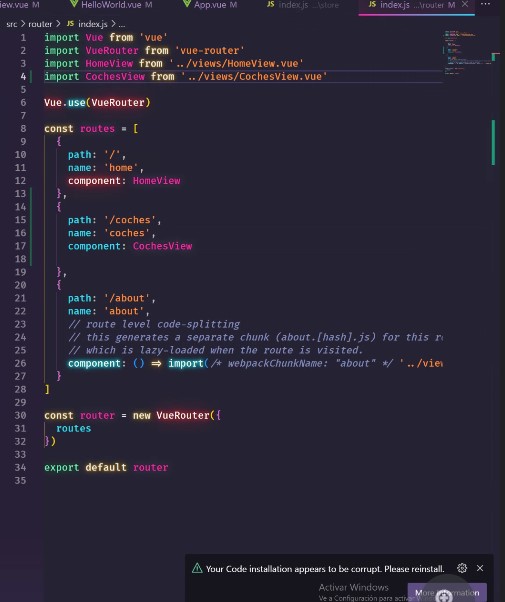 iew.vue M HelloWorld.vue M App.vue M JS index.js ...\store JS index.js ...\router M ✕ ···
src > router > JS index.js > ...
1 import Vue from 'vue'
2 import VueRouter from 'vue-router'
3 import HomeView from '../views/HomeView.vue'
4 import CochesView from '../views/CochesView.vue'
5
6 Vue.use(VueRouter)
7
8 const routes = [
9 {
10 path: '/',
11 name: 'home',
12 component: HomeView
13 },
14 {
15 path: '/coches',
16 name: 'coches',
17 component: CochesView
18
19 },
20 {
21 path: '/about',
22 name: 'about',
23 // route level code-splitting
24 // this generates a separate chunk (about.[hash].js) for this r
25 // which is lazy-loaded when the route is visited.
26 component: () => import(/* webpackChunkName: "about" */ '../view
27 }
28 ]
29
30 const router = new VueRouter({
31 routes
32 })
33
34 export default router
35
Your Code installation appears to be corrupt. Please reinstall.
Activar Windows
More Information
Ve a Configuración para activar